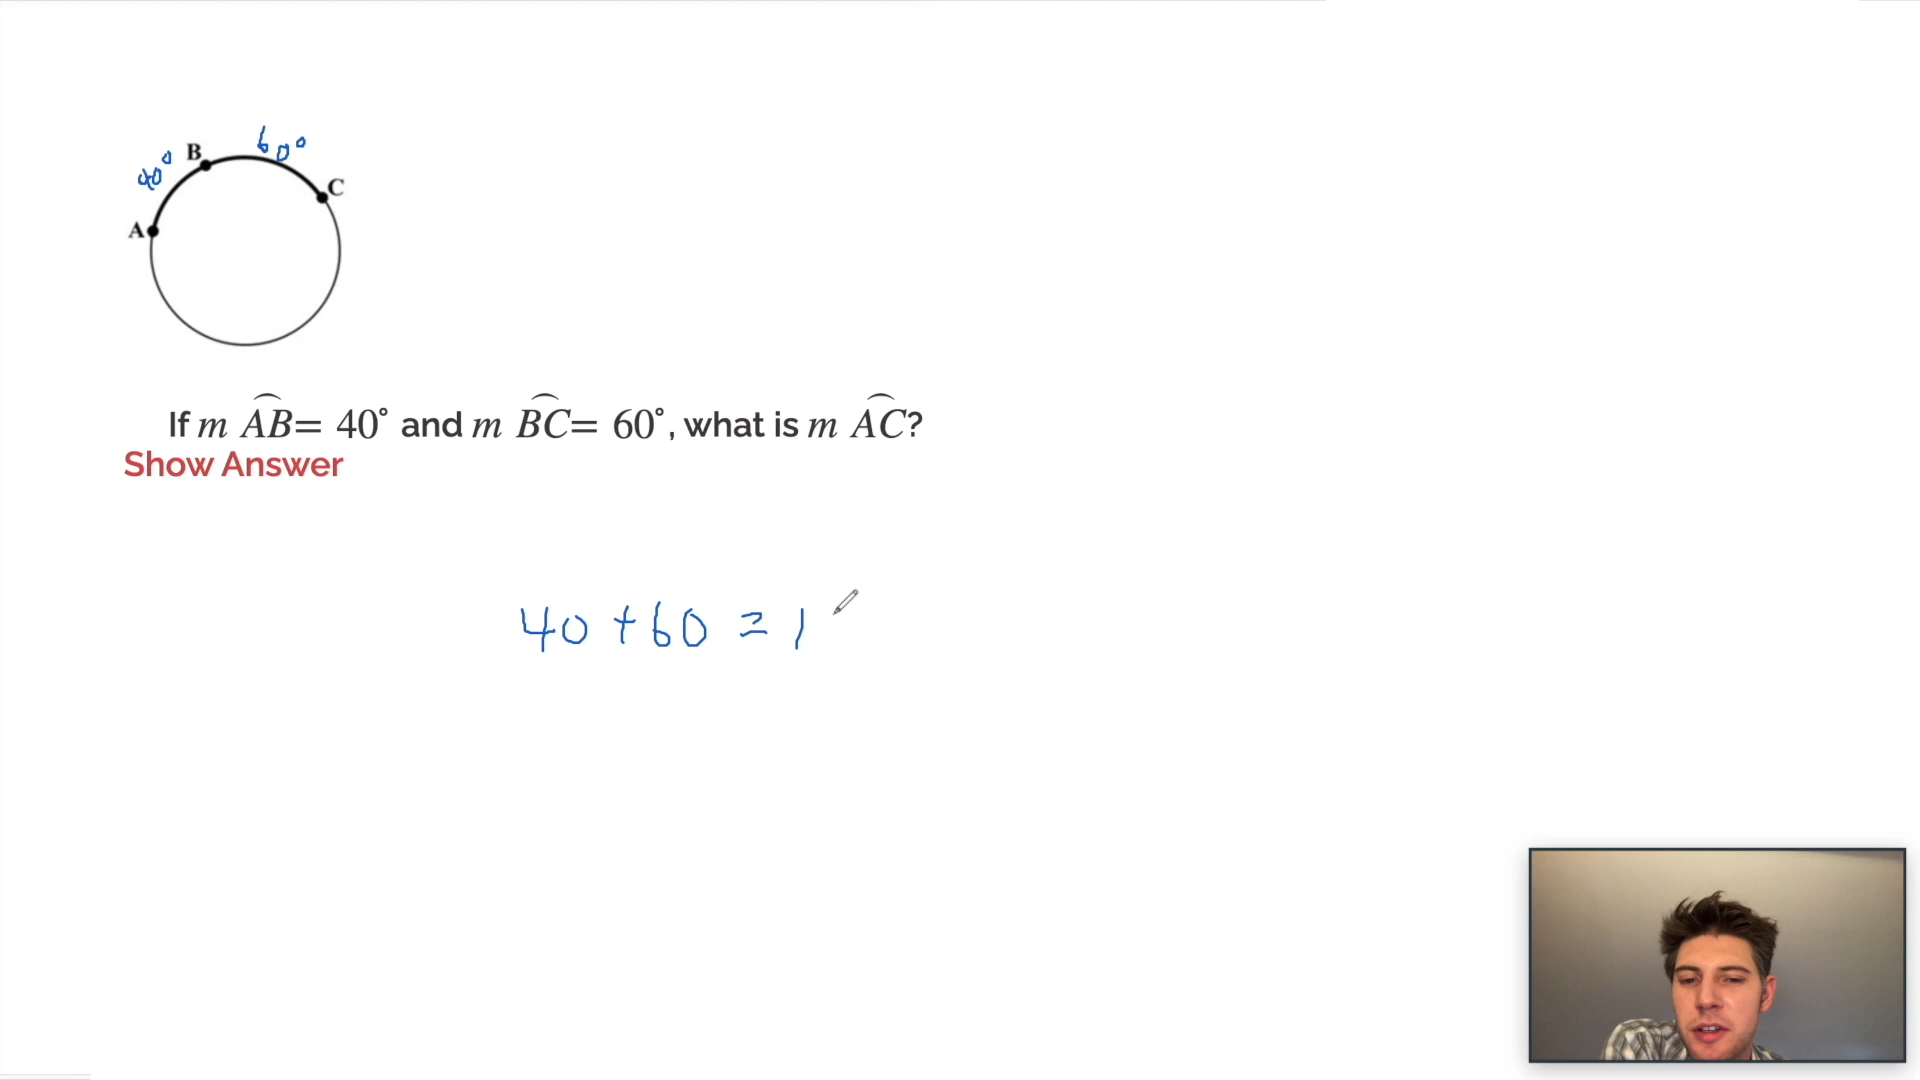 40° B 60°
C
A
If m AB= 40° and m BC= 60°, what is m AC?
Show Answer
40 + 60 = 1